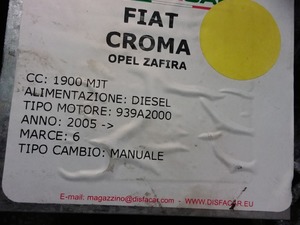 FIAT
CROMA
OPEL ZAFIRA
CC: 1900 MJT
ALIMENTAZIONE: DIESEL
TIPO MOTORE: 939A2000
ANNO: 2005 ->
MARCE: 6
TIPO CAMBIO: MANUALE
E-mail: magazzino@disfacar.com - WWW.DISFACAR.EU